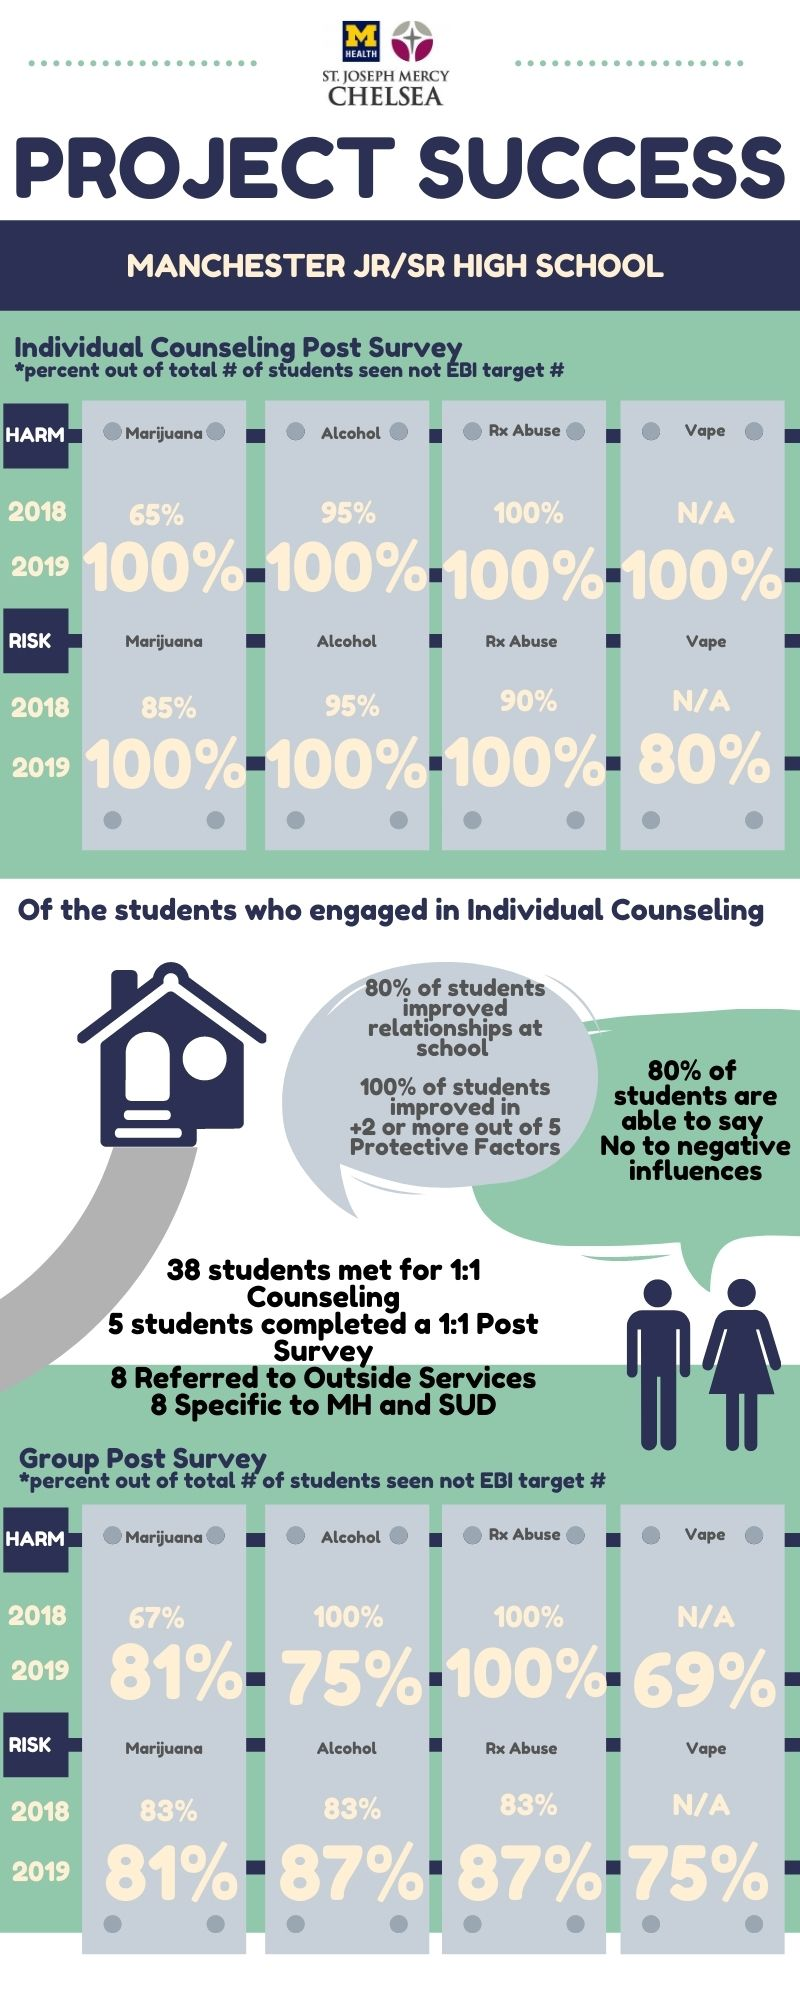 M
HEALTH
ST. JOSEPH MERCY
CHELSEA
PROJECT SUCCESS
MANCHESTER JR/SR HIGH SCHOOL
Individual Counseling Post Survey
*percent out of total # of students seen not EBI target #
HARM Marijuana Alcohol Rx Abuse Vape
2018 65% 95% 100% N/A
2019 100% 100% 100% 100%
RISK Marijuana Alcohol Rx Abuse Vape
2018 85% 95% 90% N/A
2019 100% 100% 100% 80%
Of the students who engaged in Individual Counseling
80% of students
improved
relationships at
school
100% of students
improved in
+2 or more out of 5
Protective Factors
80% of
students are
able to say
No to negative
influences
38 students met for 1:1
Counseling
5 students completed a 1:1 Post
Survey
8 Referred to Outside Services
8 Specific to MH and SUD
Group Post Survey
*percent out of total # of students seen not EBI target #
HARM Marijuana Alcohol Rx Abuse Vape
2018 67% 100% 100% N/A
2019 81% 75% 100% 69%
RISK Marijuana Alcohol Rx Abuse Vape
2018 83% 83% 83% N/A
2019 81% 87% 87% 75%